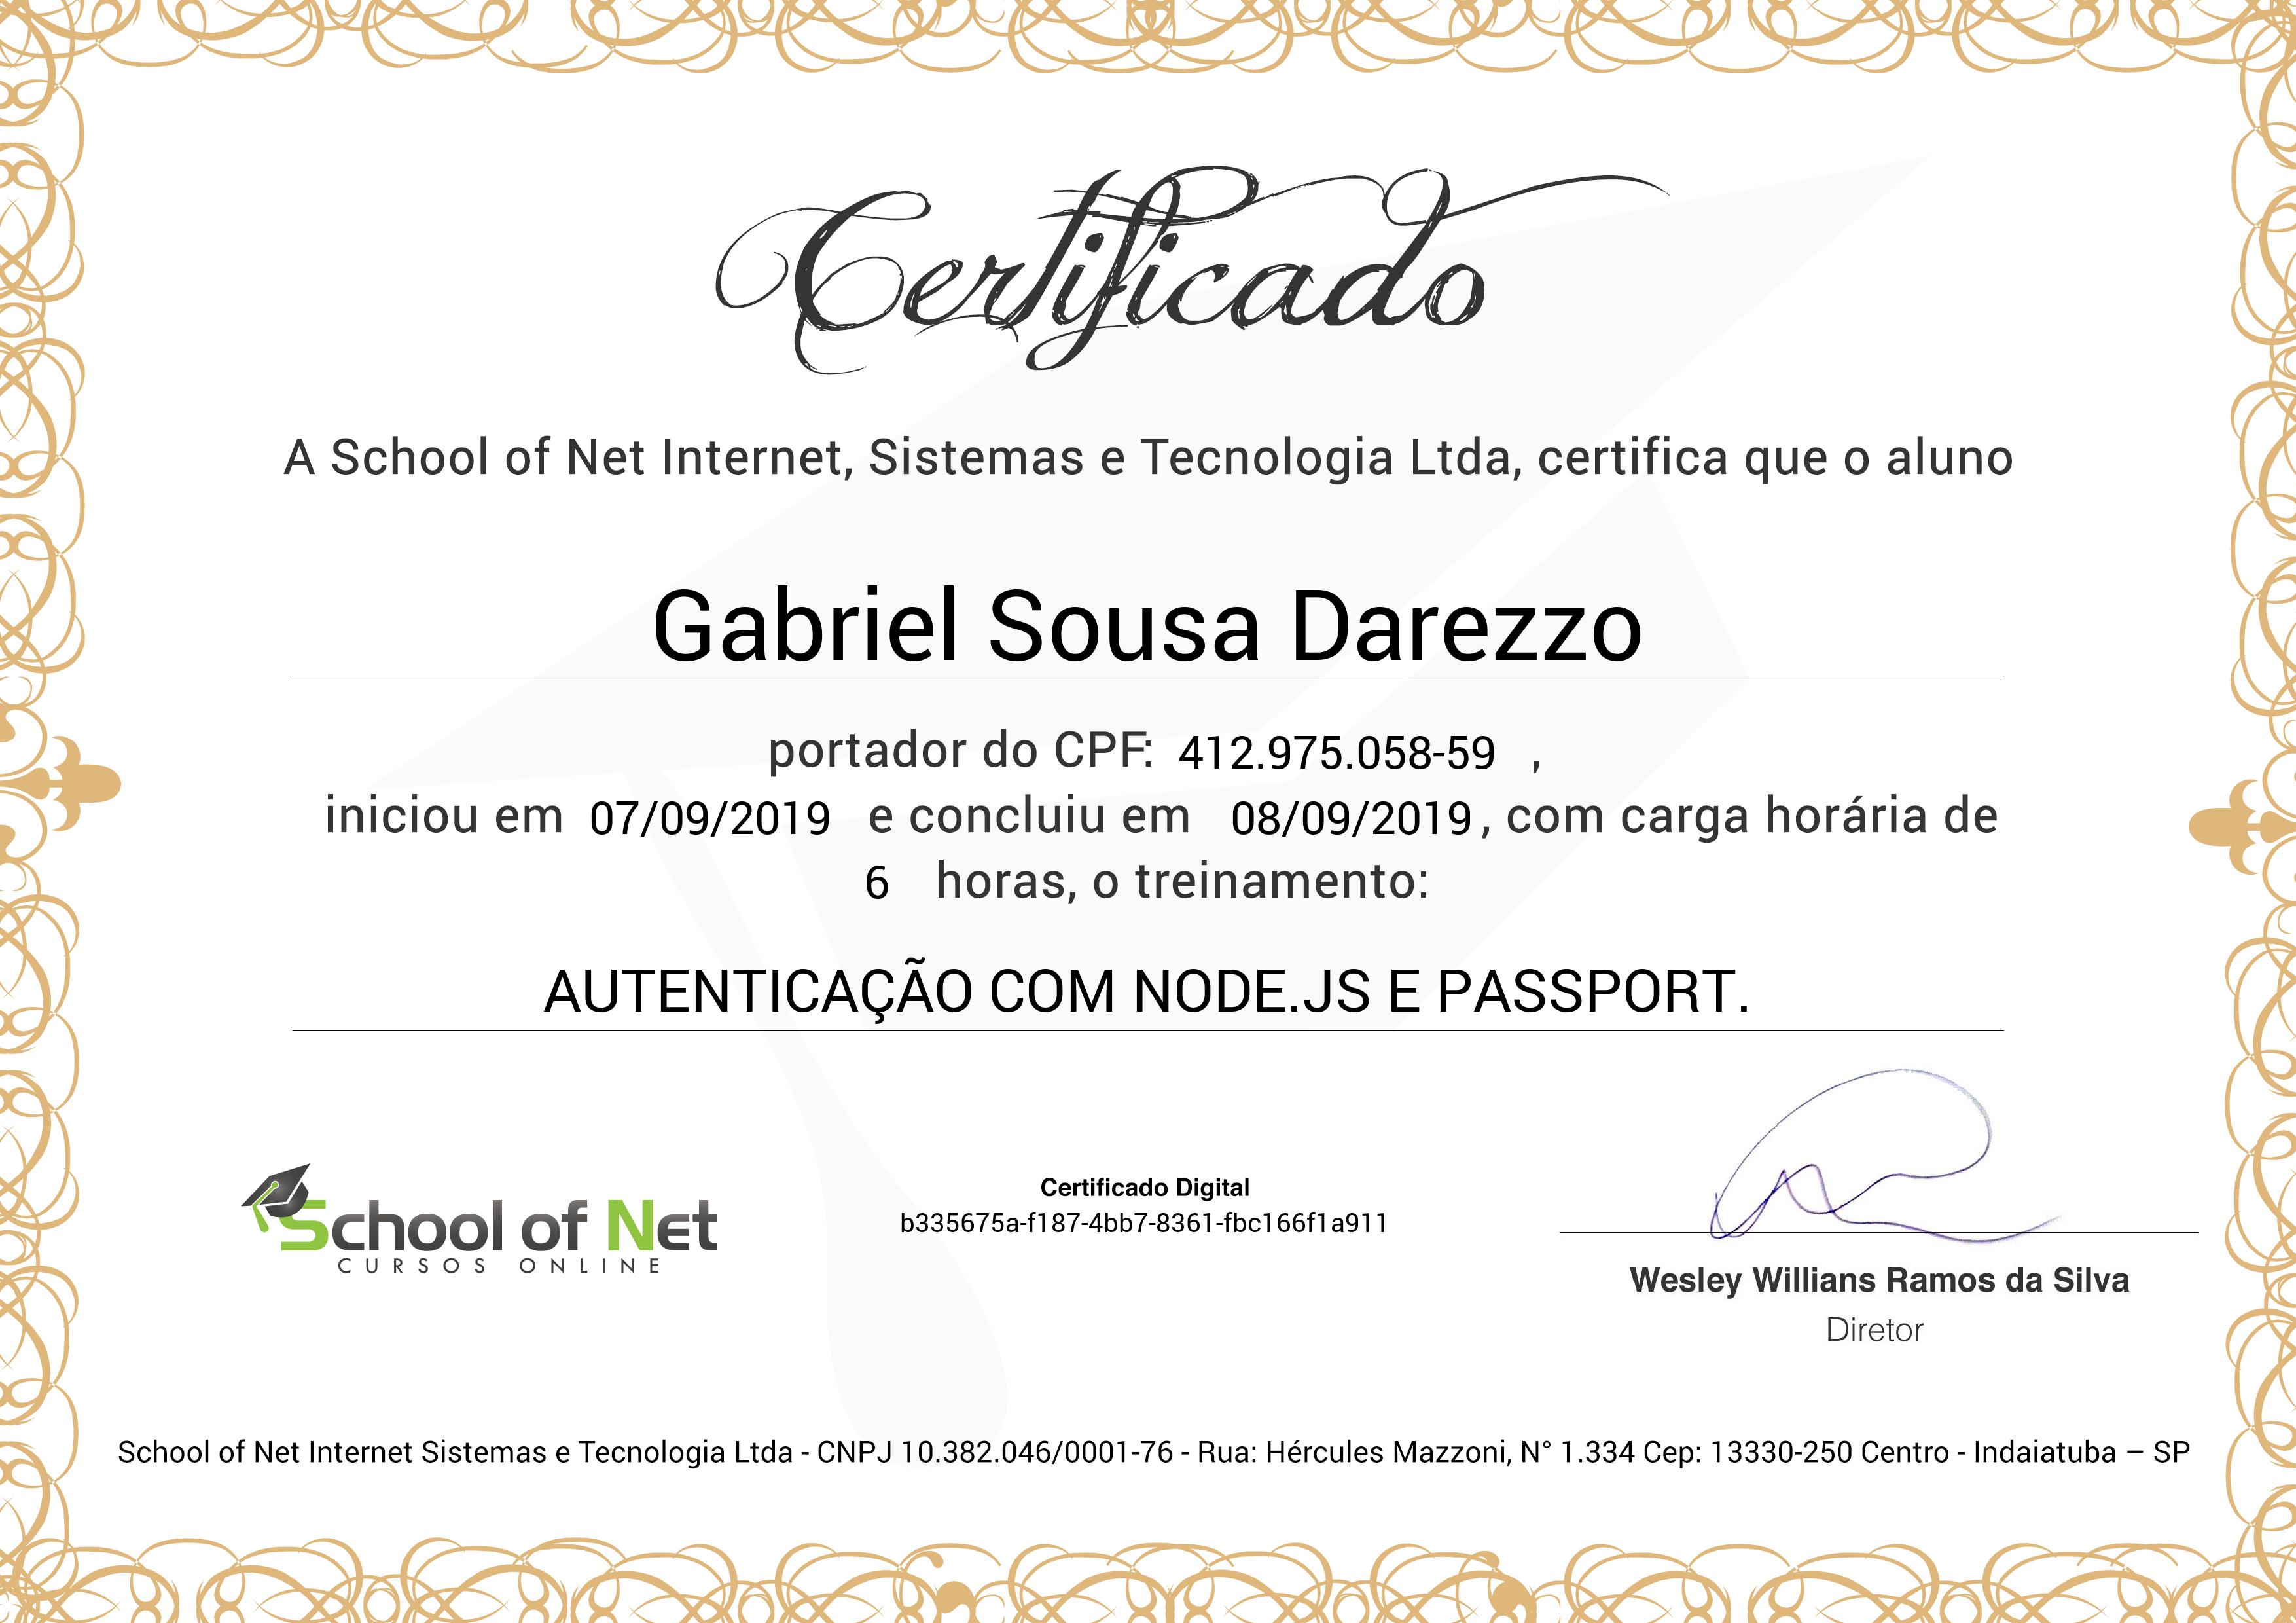 Certificado
A School of Net Internet, Sistemas e Tecnologia Ltda, certifica que o aluno
Gabriel Sousa Darezzo
portador do CPF: 412.975.058-59 ,
iniciou em 07/09/2019 e concluiu em 08/09/2019, com carga horária de
6 horas, o treinamento:
AUTENTICAÇÃO COM NODE.JS E PASSPORT.
School of Net
CURSOS ONLINE
Certificado Digital
b335675a-f187-4bb7-8361-fbc166f1a911
Wesley Willians Ramos da Silva
Diretor
School of Net Internet Sistemas e Tecnologia Ltda - CNPJ 10.382.046/0001-76 - Rua: Hércules Mazzoni, N° 1.334 Cep: 13330-250 Centro - Indaiatuba – SP